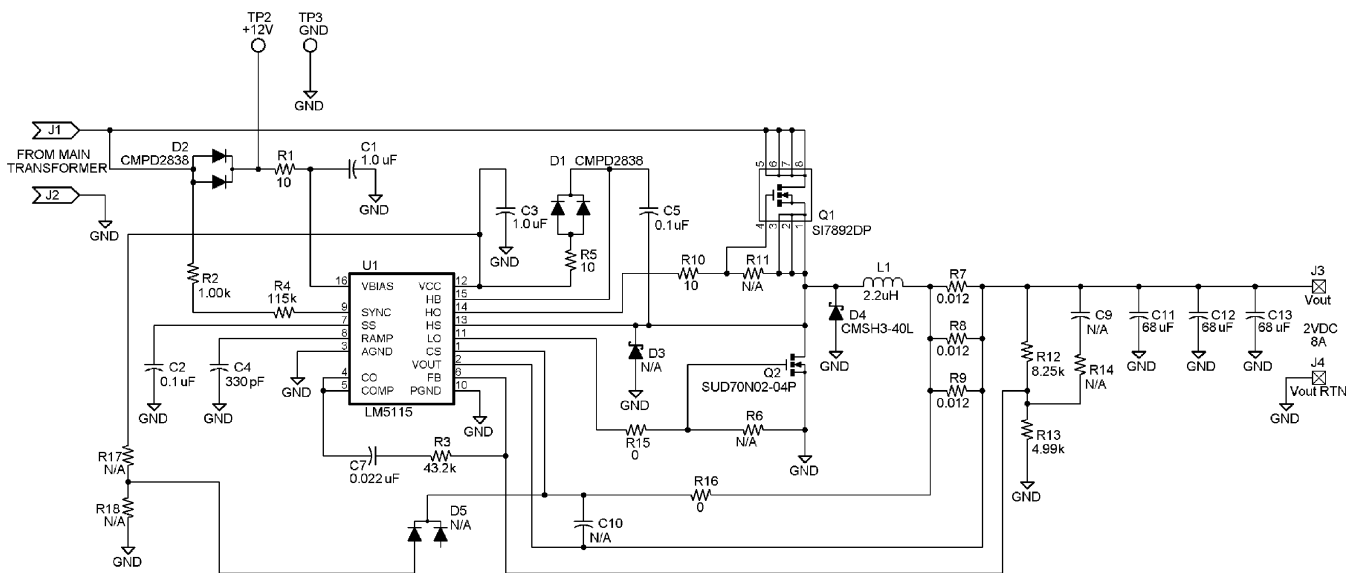 TP2
+12V
TP3
GND
GND
J1
FROM MAIN
TRANSFORMER
J2
GND
D2
CMPD2838
R1
10
C1
1.0 uF
GND
D1 CMPD2838
C3
1.0 uF
GND
R5
10
C5
0.1uF
5 6 7 8
4 3 2 1
Q1
SI7892DP
R2
1.00k
R4
115k
U1
16 VBIAS
9 SYNC
7 SS
8 RAMP
3 AGND
4 CO
5 COMP
VCC 12
HB 15
HO 14
HS 13
LO 11
CS 1
VOUT 2
FB 6
PGND 10
LM5115
GND
GND
C2
0.1 uF
GND
C4
330 pF
GND
R10
10
R11
N/A
L1
2.2uH
D4
CMSH3-40L
GND
D3
N/A
GND
Q2
SUD70N02-04P
R7
0.012
R8
0.012
R9
0.012
R15
0
R6
N/A
GND
R12
8.25k
C9
N/A
R14
N/A
R13
4.99k
GND
C11
68 uF
GND
C12
68 uF
GND
C13
68 uF
GND
J3
Vout
2VDC
8A
J4
Vout RTN
GND
C7
0.022 uF
R3
43.2k
R17
N/A
R18
N/A
GND
D5
N/A
C10
N/A
R16
0